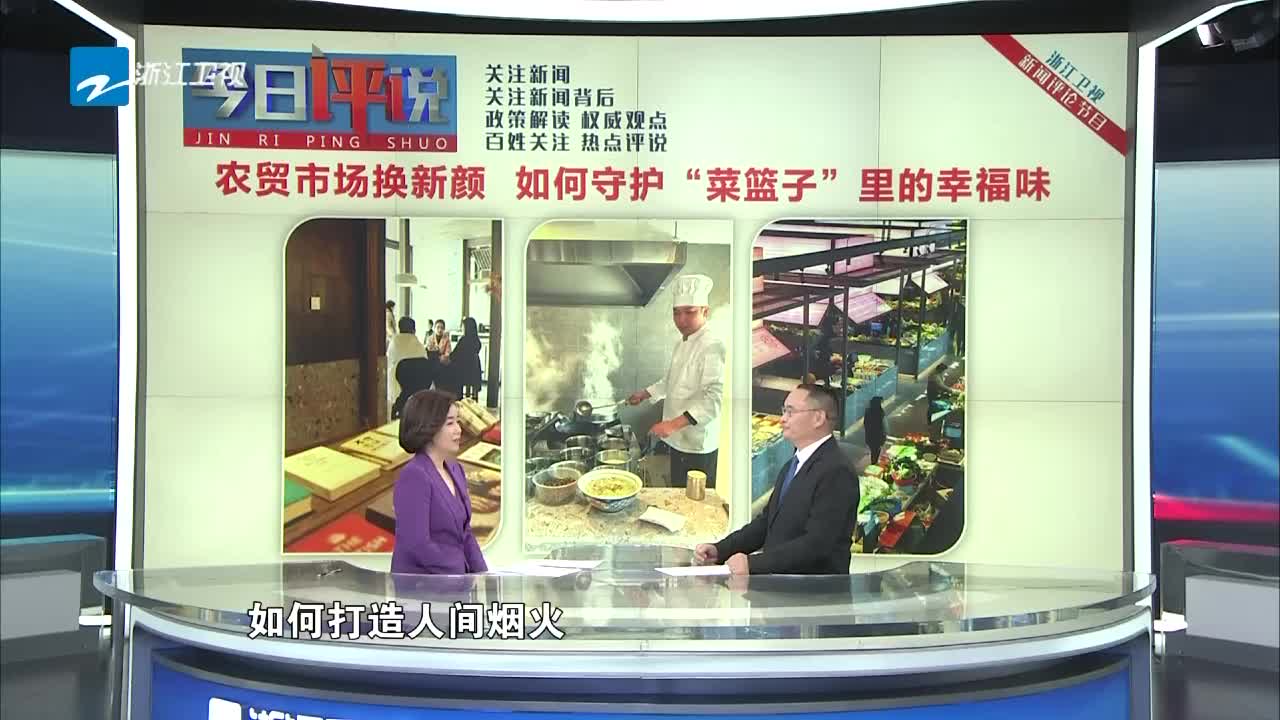 浙江卫视
今日评说
JIN RI PING SHUO
关注新闻
关注新闻背后
政策解读 权威观点
百姓关注 热点评说
浙江卫视
新闻评论节目
农贸市场换新颜 如何守护“菜篮子”里的幸福味
如何打造人间烟火